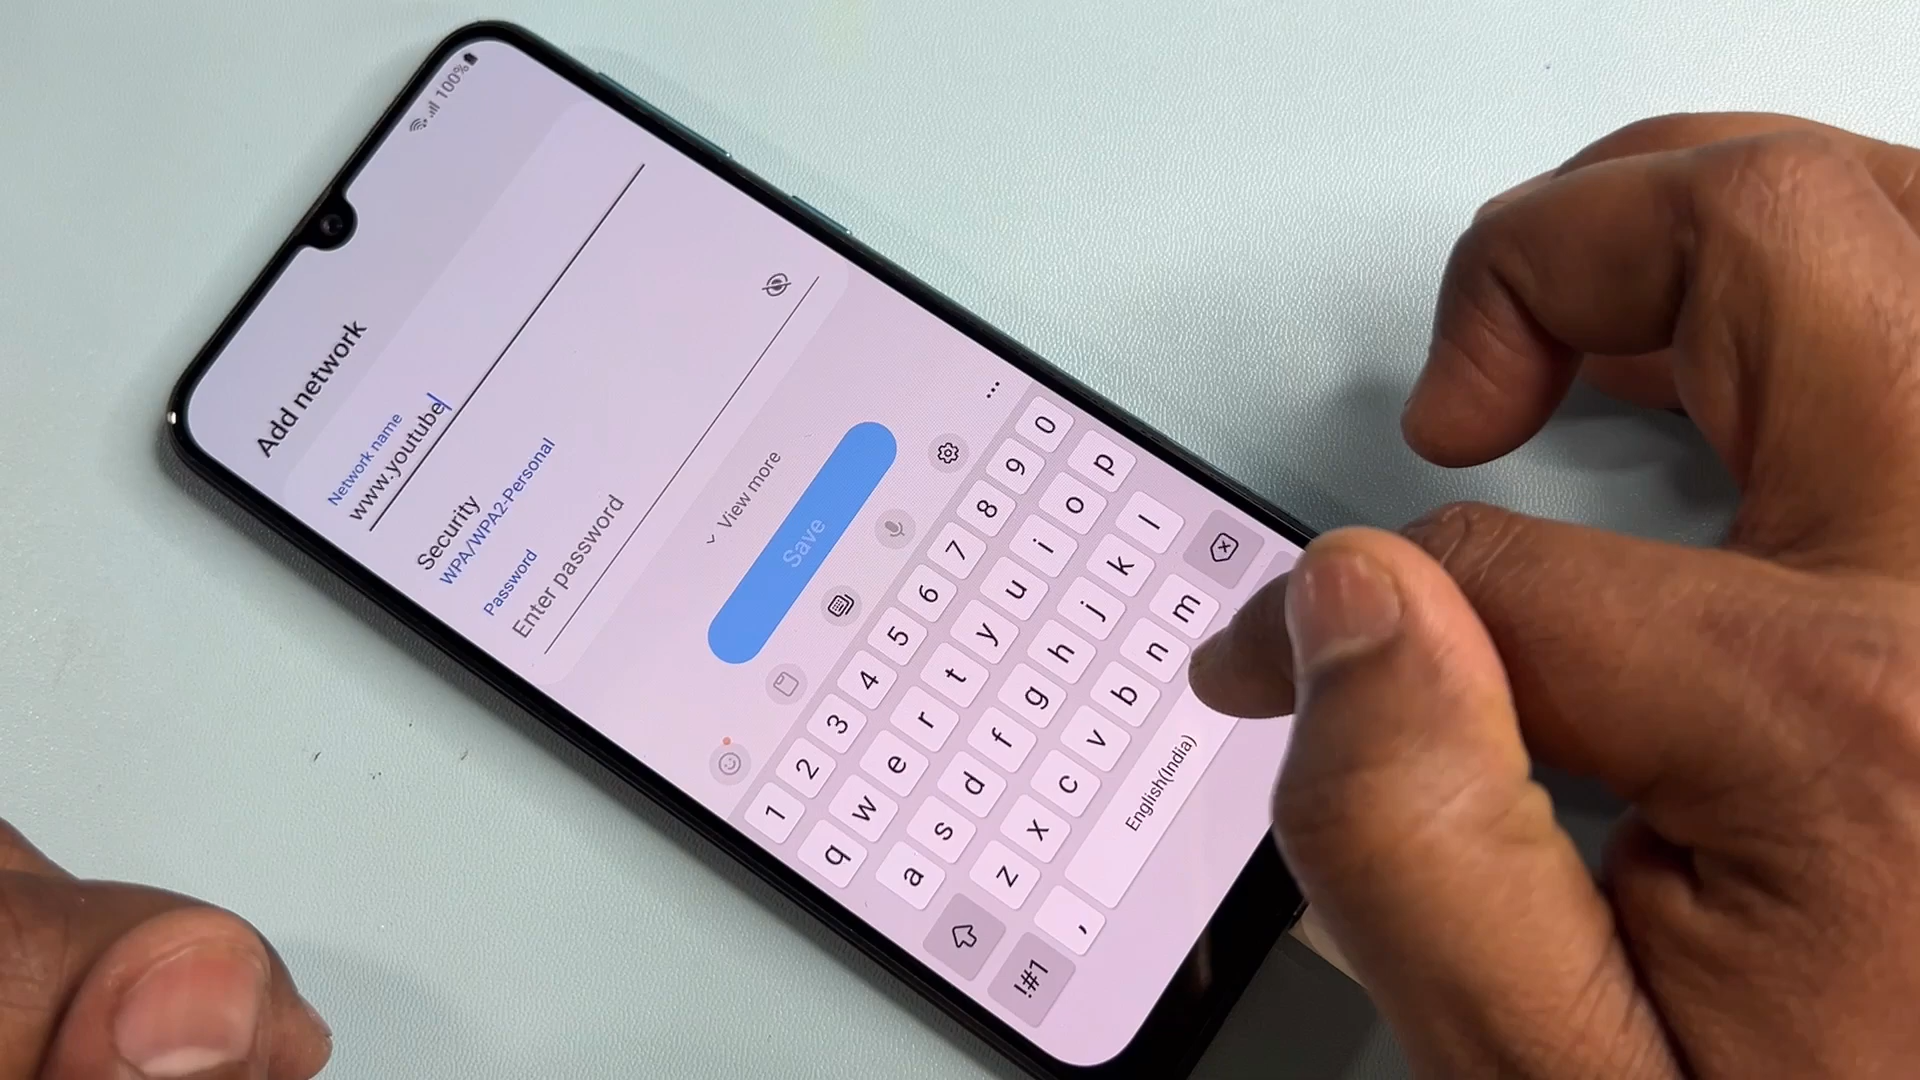 100%
Add network
Network name
www.youtube
Security
WPA/WPA2-Personal
Password
Enter password
View more
Save
1 2 3 4 5 6 7 8 9 0
q w e r t y u i o p
a s d f g h j k l
z x c v b n m
!#1 , English(India)